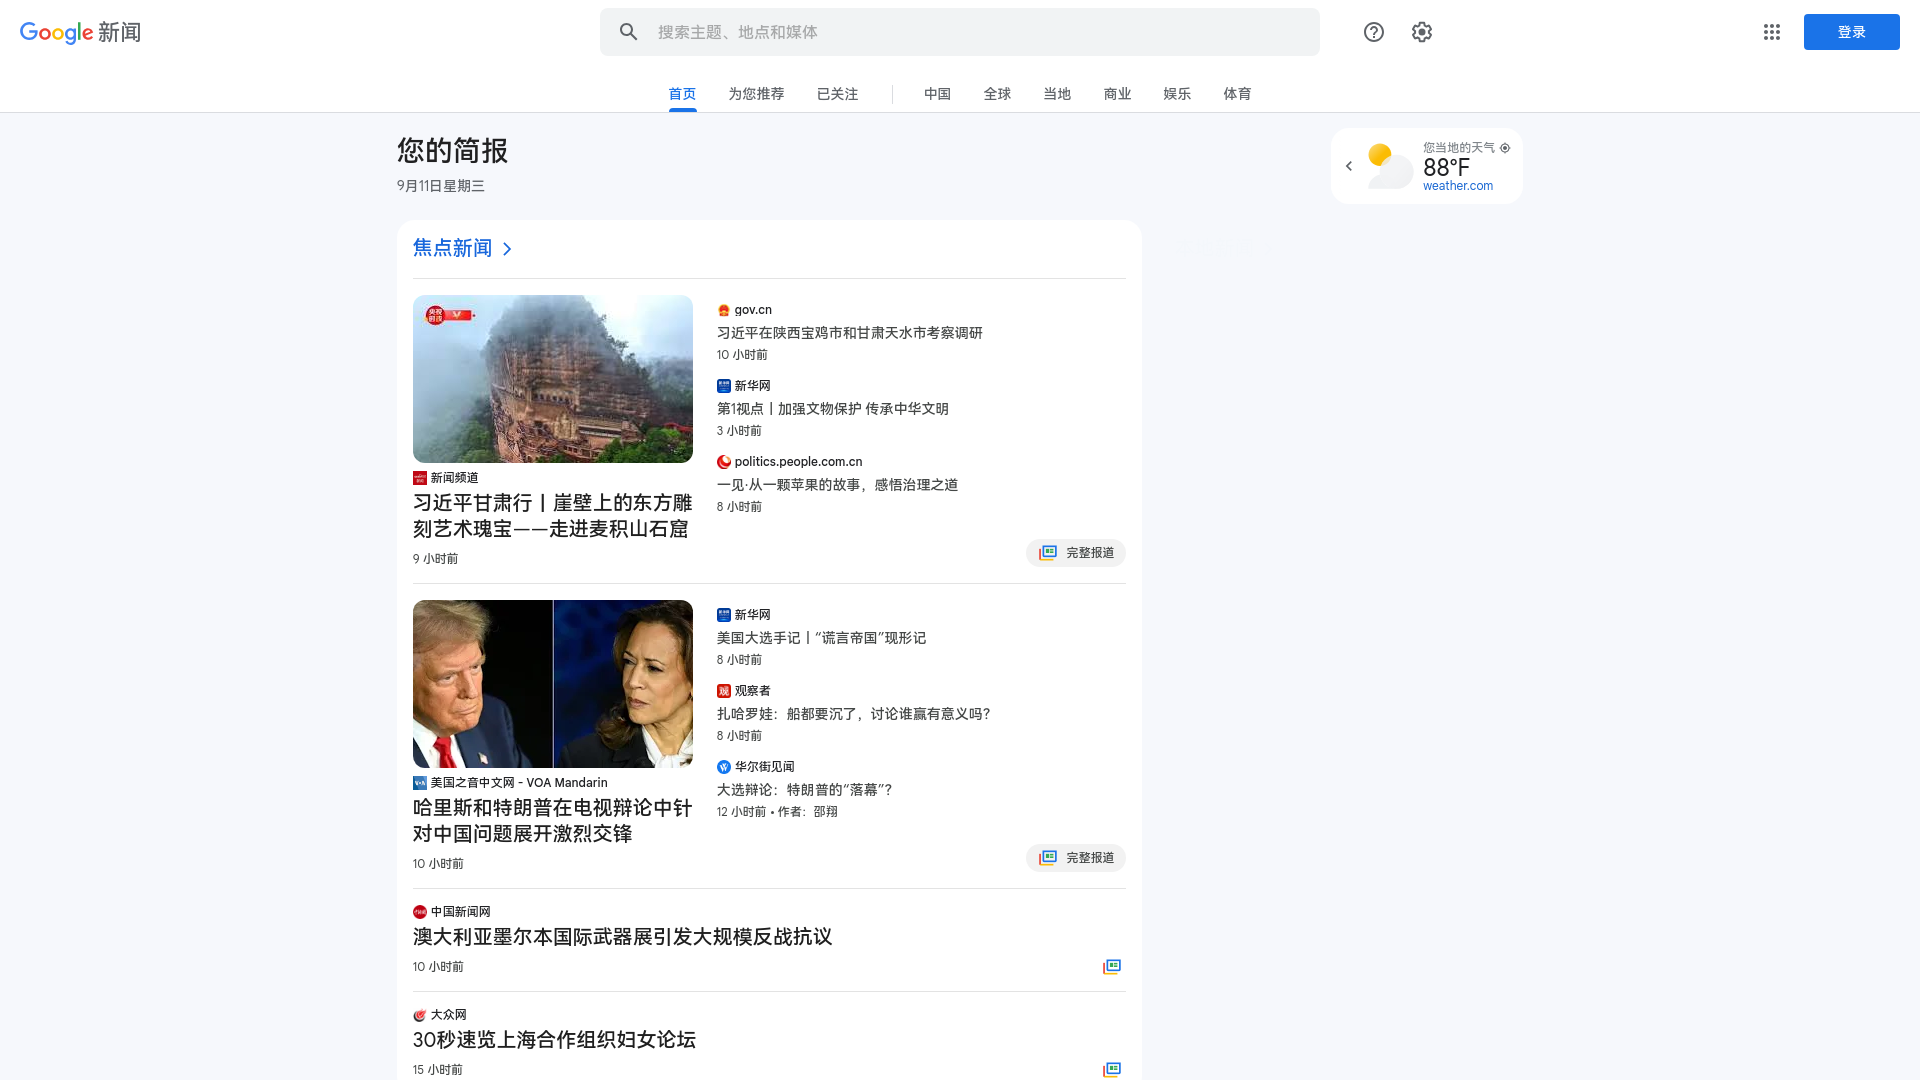 Google 新闻
搜索主题、地点和媒体
登录
首页
为您推荐
已关注
中国
全球
当地
商业
娱乐
体育
您的简报
9月11日星期三
您当地的天气
88°F
weather.com
焦点新闻
新闻频道
习近平甘肃行丨崖壁上的东方雕
刻艺术瑰宝——走进麦积山石窟
9 小时前
gov.cn
习近平在陕西宝鸡市和甘肃天水市考察调研
10 小时前
新华网
第1视点丨加强文物保护 传承中华文明
3 小时前
politics.people.com.cn
一见·从一颗苹果的故事，感悟治理之道
8 小时前
完整报道
美国之音中文网 - VOA Mandarin
哈里斯和特朗普在电视辩论中针
对中国问题展开激烈交锋
10 小时前
新华网
美国大选手记丨“谎言帝国”现形记
8 小时前
观察者
扎哈罗娃：船都要沉了，讨论谁赢有意义吗？
8 小时前
华尔街见闻
大选辩论：特朗普的“落幕”？
12 小时前 • 作者：邵翔
完整报道
中国新闻网
澳大利亚墨尔本国际武器展引发大规模反战抗议
10 小时前
大众网
30秒速览上海合作组织妇女论坛
15 小时前